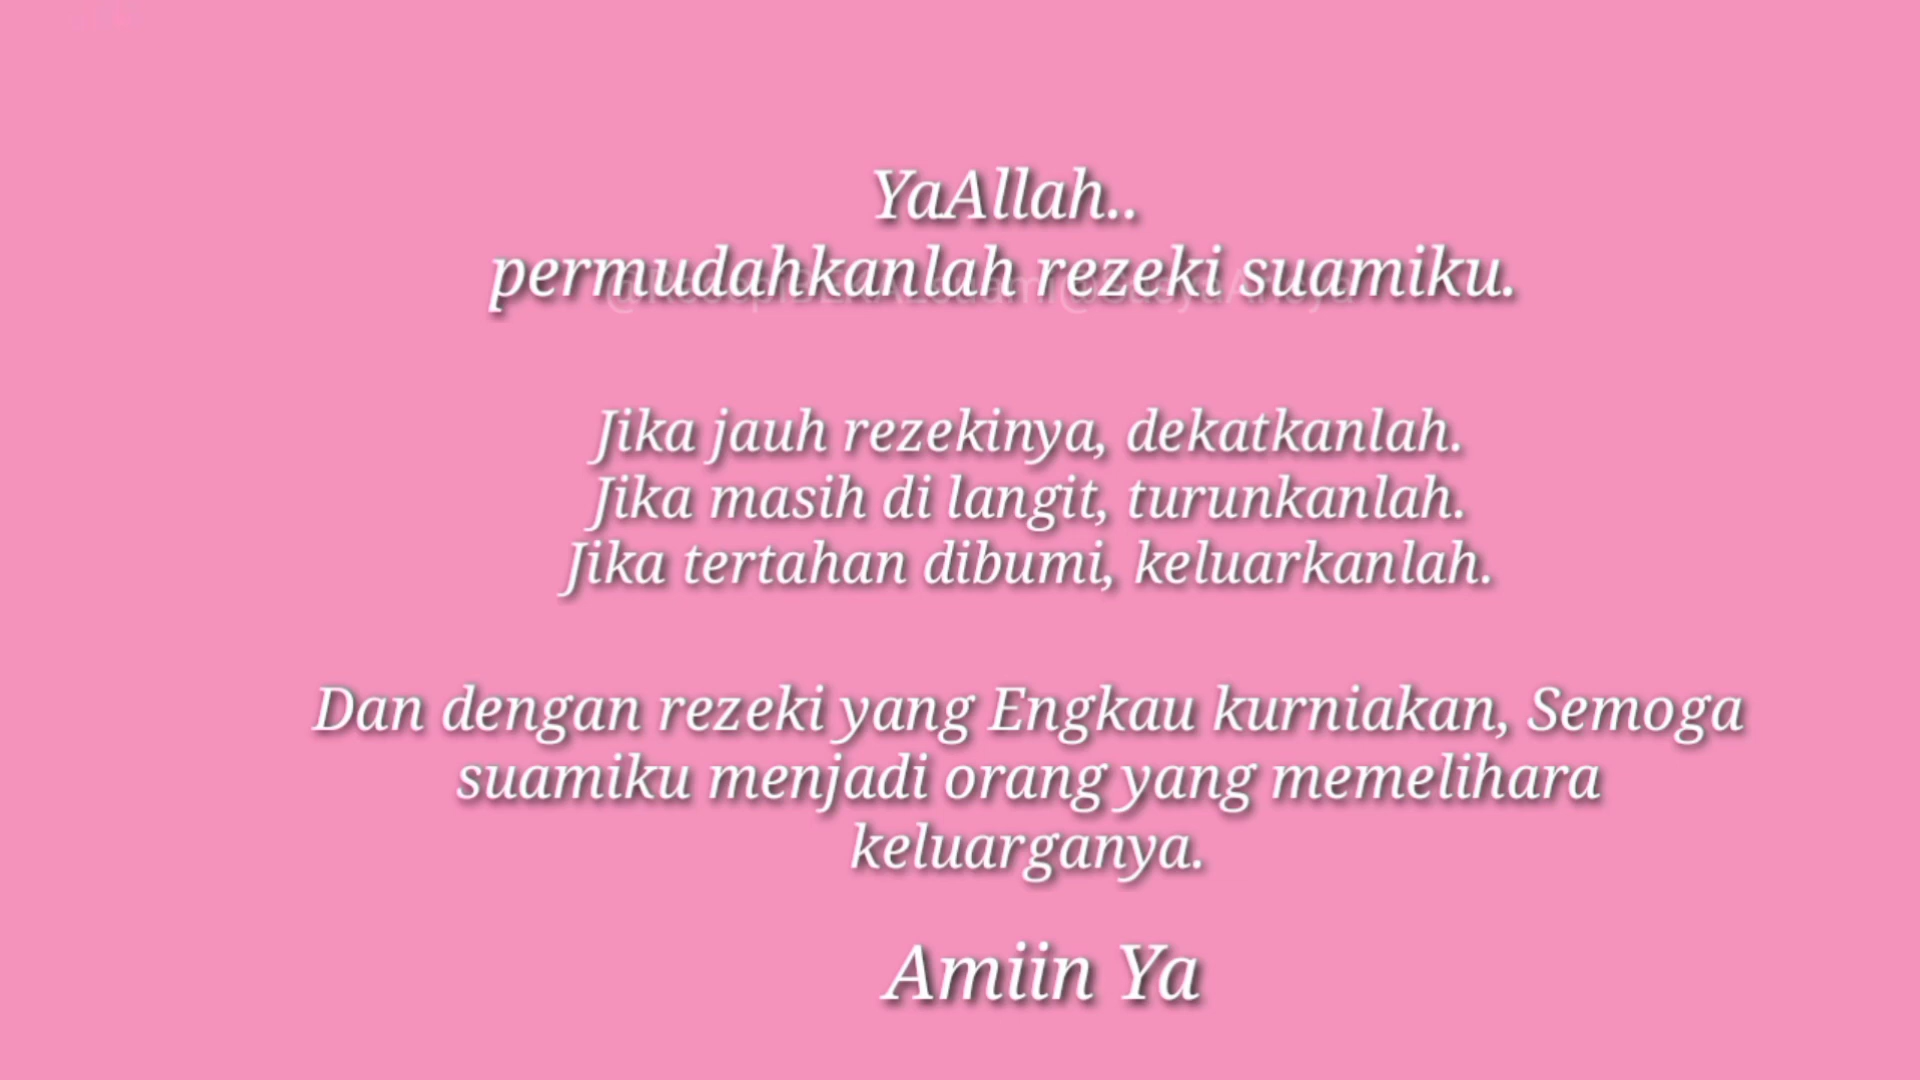 YaAllah..
permudahkanlah rezeki suamiku.
Jika jauh rezekinya, dekatkanlah.
Jika masih di langit, turunkanlah.
Jika tertahan dibumi, keluarkanlah.
Dan dengan rezeki yang Engkau kurniakan, Semoga
suamiku menjadi orang yang memelihara
keluarganya.
Amiin Ya